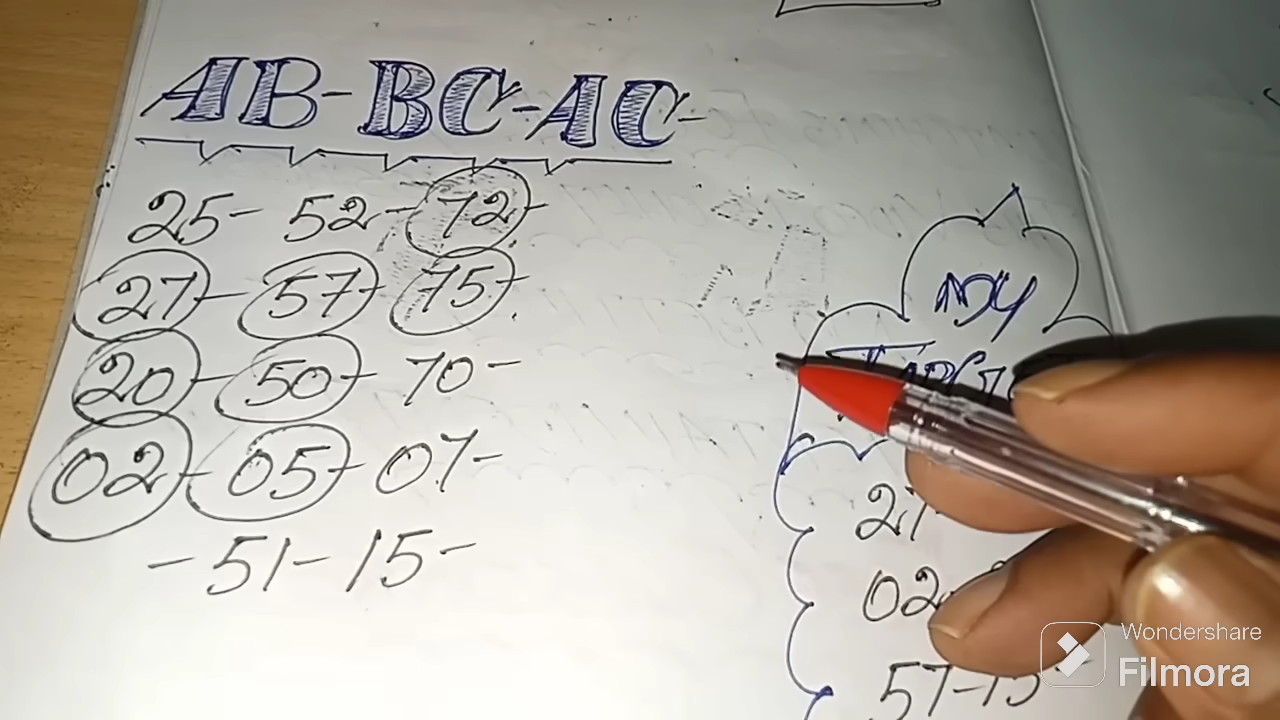 AB-BC-AC-
25- 52- 72-
27- 57- 75-
20- 50- 70-
02- 05- 07-
-51-15-
My
27
02
57-15-
Wondershare
Filmora